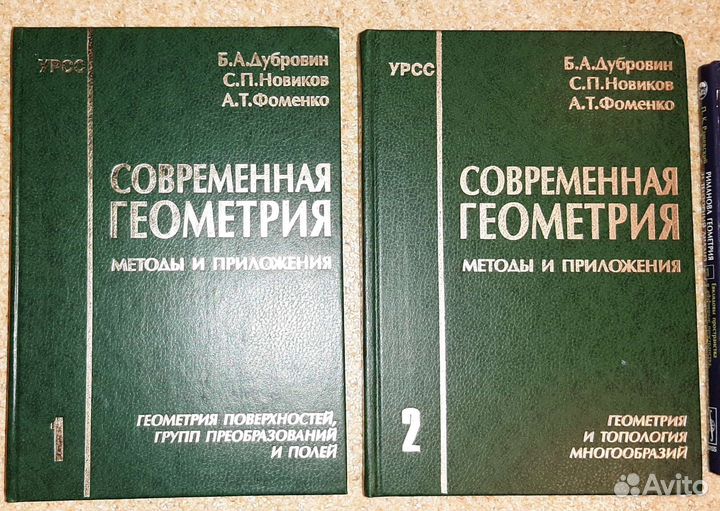 УРСС
Б.А.Дубровин
С.П.Новиков
А.Т.Фоменко
СОВРЕМЕННАЯ
ГЕОМЕТРИЯ
МЕТОДЫ И ПРИЛОЖЕНИЯ
1
ГЕОМЕТРИЯ ПОВЕРХНОСТЕЙ,
ГРУПП ПРЕОБРАЗОВАНИЙ
И ПОЛЕЙ
УРСС
Б.А.Дубровин
С.П.Новиков
А.Т.Фоменко
СОВРЕМЕННАЯ
ГЕОМЕТРИЯ
МЕТОДЫ И ПРИЛОЖЕНИЯ
2
ГЕОМЕТРИЯ
И ТОПОЛОГИЯ
МНОГООБРАЗИЙ
П. К. Рашевский
РИМАНОВА ГЕОМЕТРИЯ
Avito